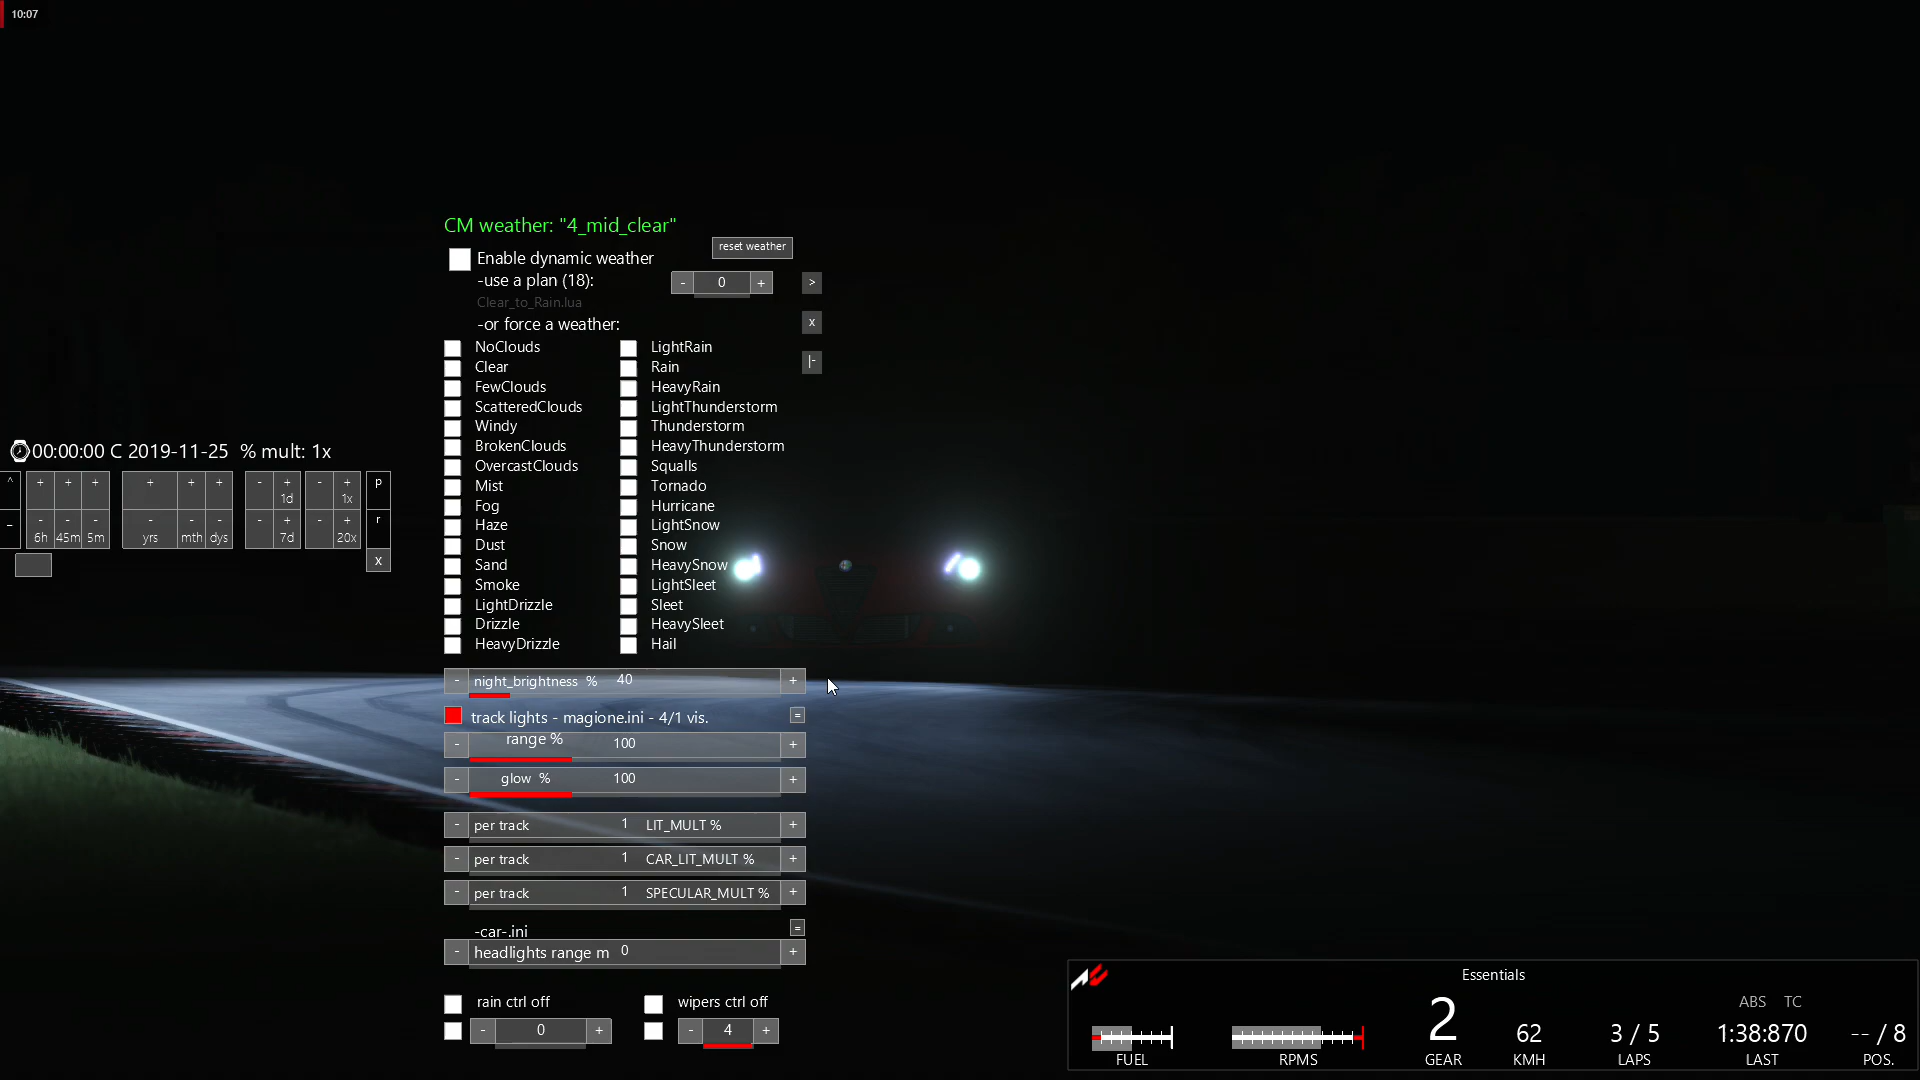 10:07
CM weather: "4_mid_clear"
reset weather
Enable dynamic weather
-use a plan (18):
- 0 + >
Clear_to_Rain.lua
-or force a weather:
x
NoClouds LightRain
|-
Clear Rain
FewClouds HeavyRain
ScatteredClouds LightThunderstorm
Windy Thunderstorm
BrokenClouds HeavyThunderstorm
OvercastClouds Squalls
Mist Tornado
Fog Hurricane
Haze LightSnow
Dust Snow
Sand HeavySnow
Smoke LightSleet
LightDrizzle Sleet
Drizzle HeavySleet
HeavyDrizzle Hail
00:00:00 C 2019-11-25 % mult: 1x
^ + + + + + + - + - + p
1d 1x
- - - - - - - - + - + r
6h 45m 5m yrs mth dys 7d 20x
x
- night_brightness % 40 +
track lights - magione.ini - 4/1 vis. =
- range % 100 +
- glow % 100 +
- per track 1 LIT_MULT % +
- per track 1 CAR_LIT_MULT % +
- per track 1 SPECULAR_MULT % +
-car-.ini =
- headlights range m 0 +
rain ctrl off wipers ctrl off
- 0 + - 4 +
Essentials
ABS TC
2 62 3 / 5 1:38:870 -- / 8
FUEL RPMS GEAR KMH LAPS LAST POS.